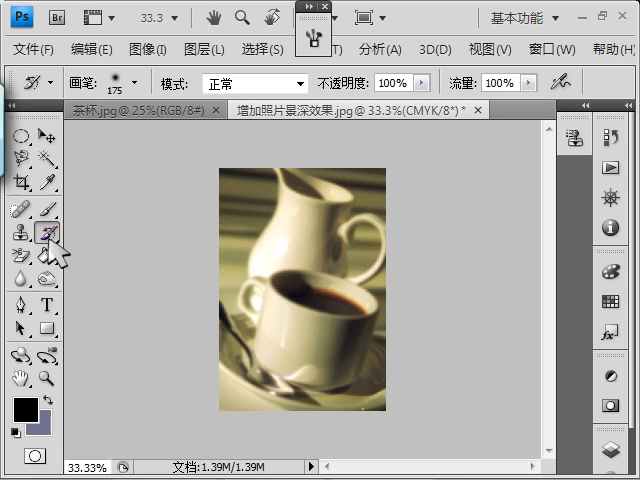 Ps Br 33.3 基本功能
文件(F) 编辑(E) 图像(I) 图层(L) 选择(S) T) 分析(A) 3D(D) 视图(V) 窗口(W) 帮助(H)
画笔: 175 模式: 正常 不透明度: 100% 流量: 100%
茶杯.jpg @ 25%(RGB/8#) 增加照片景深效果.jpg @ 33.3%(CMYK/8*) *
33.33% 文档:1.39M/1.39M